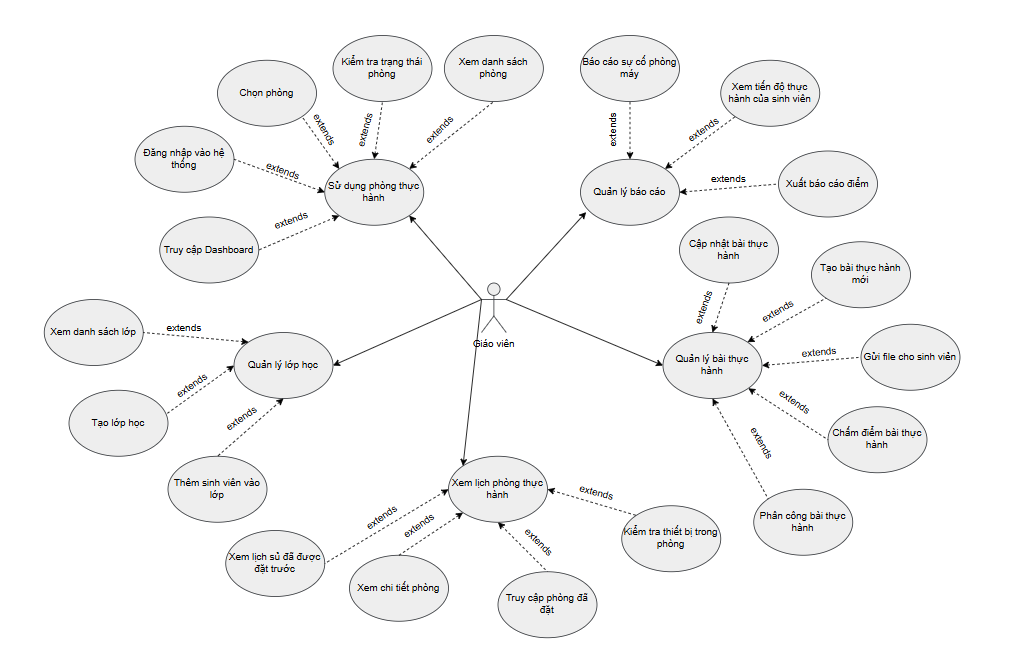 Kiểm tra trạng thái
phòng
Xem danh sách
phòng
Báo cáo sự cố phòng
máy
Xem tiến độ thực
hành của sinh viên
Chọn phòng
extends
extends
extends
extends
extends
Đăng nhập vào hệ
thống
extends
Sử dụng phòng thực
hành
Quản lý báo cáo
extends
Xuất báo cáo điểm
Truy cập Dashboard
extends
Cập nhật bài thực
hành
Tạo bài thực hành
mới
extends
extends
Giáo viên
Xem danh sách lớp
extends
Quản lý lớp học
Quản lý bài thực
hành
extends
Gửi file cho sinh viên
extends
Tạo lớp học
extends
extends
Chấm điểm bài thực
hành
extends
Thêm sinh viên vào
lớp
Xem lịch phòng thực
hành
extends
Phân công bài thực
hành
extends
extends
extends
Kiểm tra thiết bị trong
phòng
Xem lịch sủ đã được
đặt trước
Xem chi tiết phòng
Truy cập phòng đã
đặt